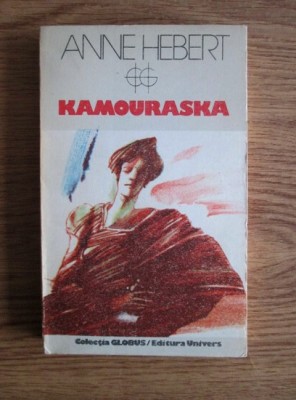 ANNE HEBERT
KAMOURASKA
Colecția GLOBUS/Editura Univers